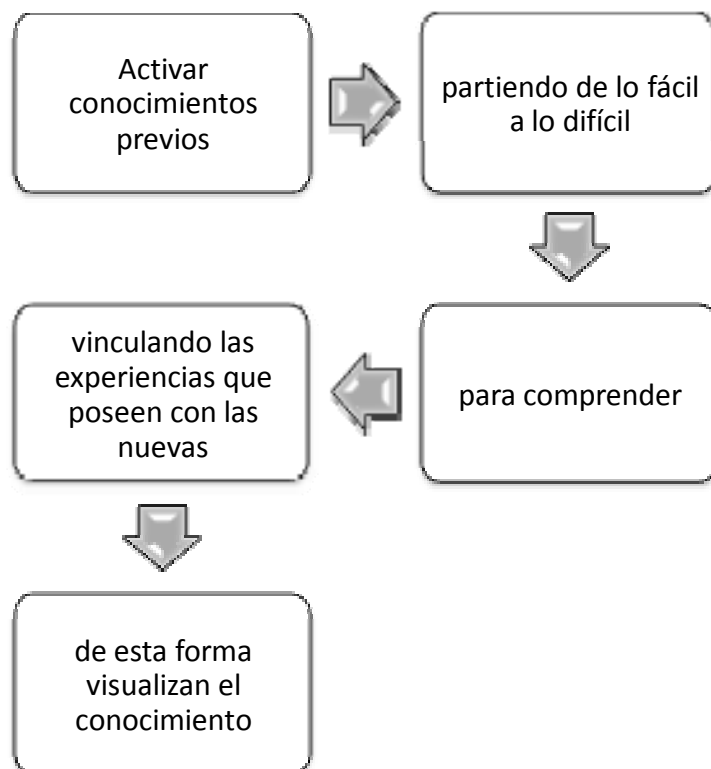 Activar
conocimientos
previos
partiendo de lo fácil
a lo difícil
para comprender
vinculando las
experiencias que
poseen con las
nuevas
de esta forma
visualizan el
conocimiento